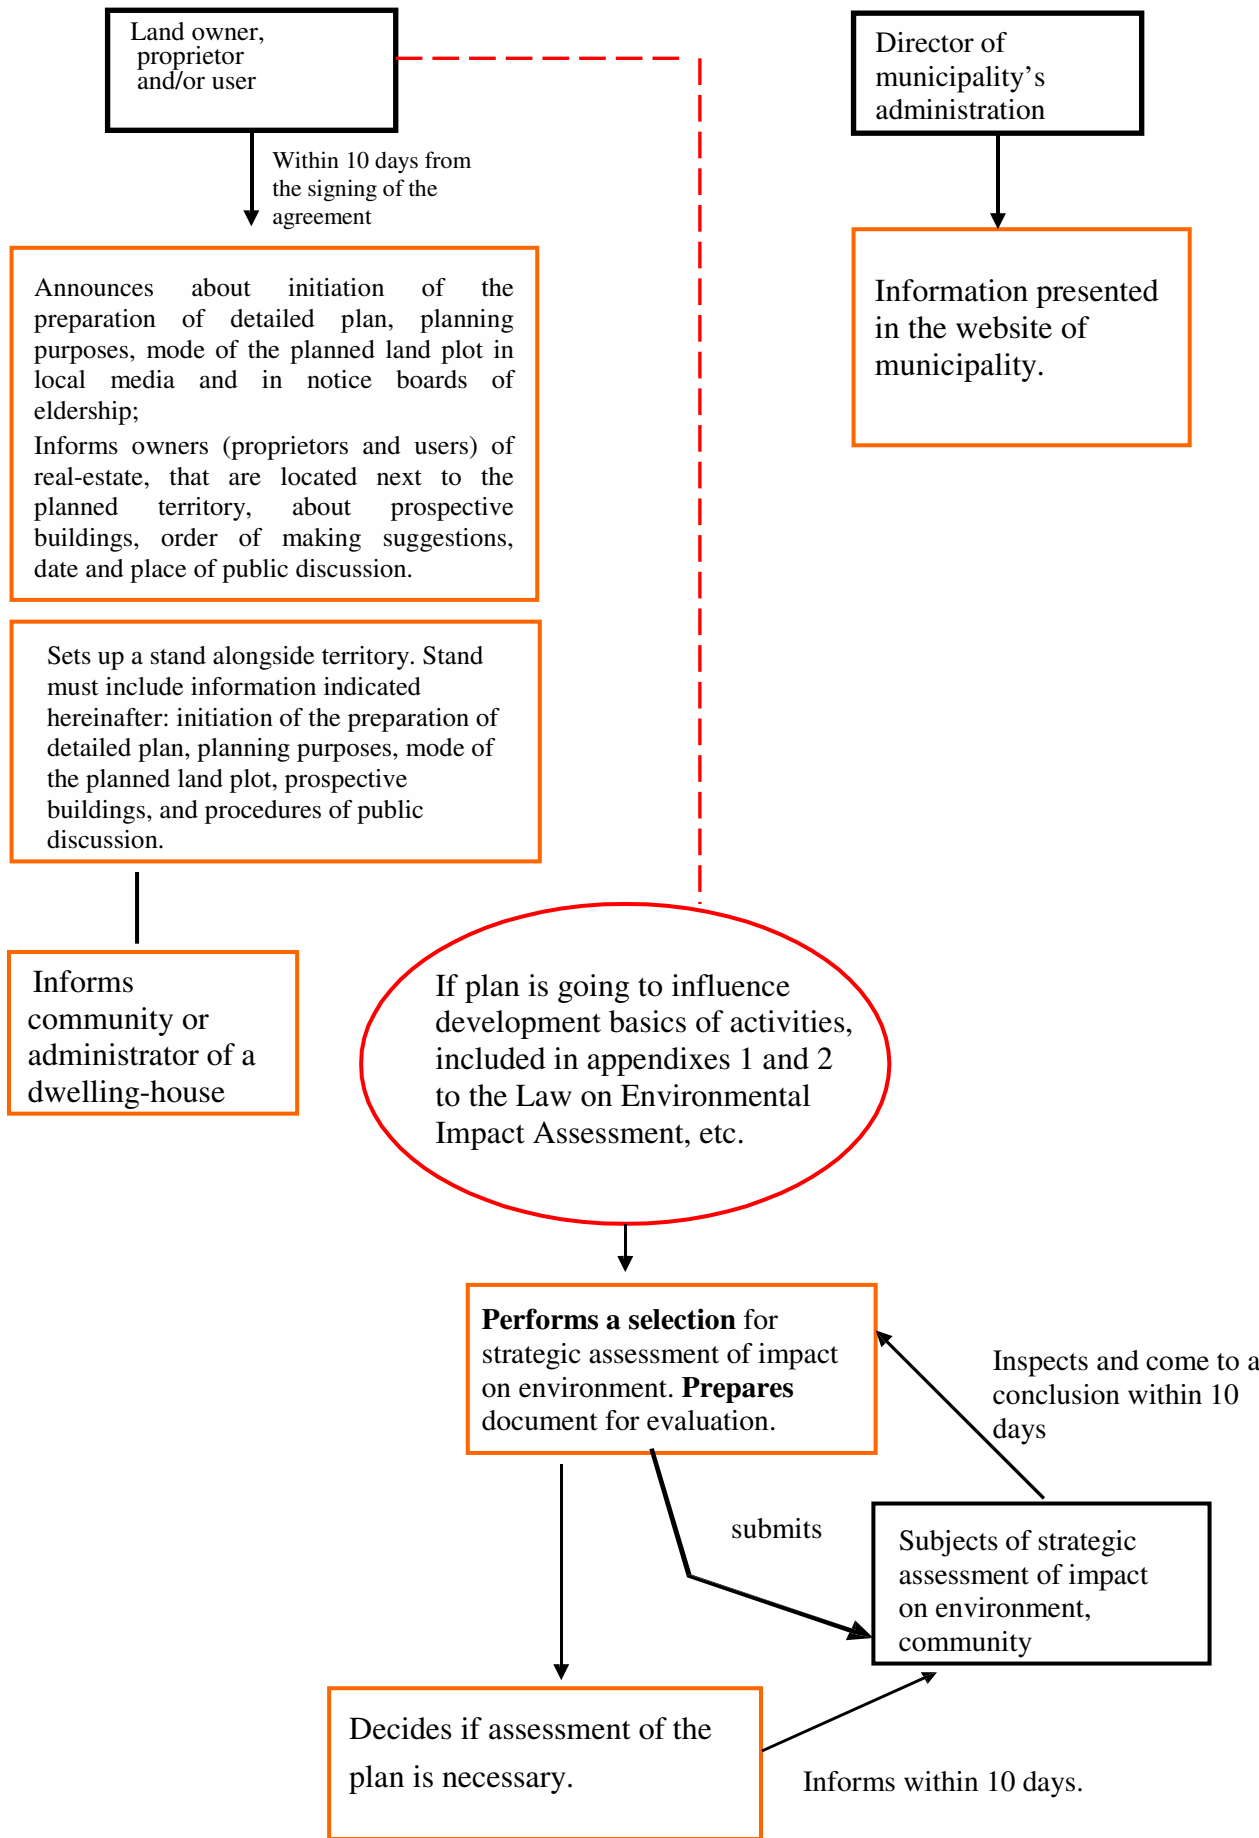 Land owner,
proprietor
and/or user
Director of
municipality’s
administration
Within 10 days from
the signing of the
agreement
Announces about initiation of the
preparation of detailed plan, planning
purposes, mode of the planned land plot in
local media and in notice boards of
eldership;
Informs owners (proprietors and users) of
real-estate, that are located next to the
planned territory, about prospective
buildings, order of making suggestions,
date and place of public discussion.
Information presented
in the website of
municipality.
Sets up a stand alongside territory. Stand
must include information indicated
hereinafter: initiation of the preparation of
detailed plan, planning purposes, mode of
the planned land plot, prospective
buildings, and procedures of public
discussion.
Informs
community or
administrator of a
dwelling-house
If plan is going to influence
development basics of activities,
included in appendixes 1 and 2
to the Law on Environmental
Impact Assessment, etc.
Performs a selection for
strategic assessment of impact
on environment. Prepares
document for evaluation.
Inspects and come to a
conclusion within 10
days
submits
Subjects of strategic
assessment of impact
on environment,
community
Decides if assessment of the
plan is necessary.
Informs within 10 days.